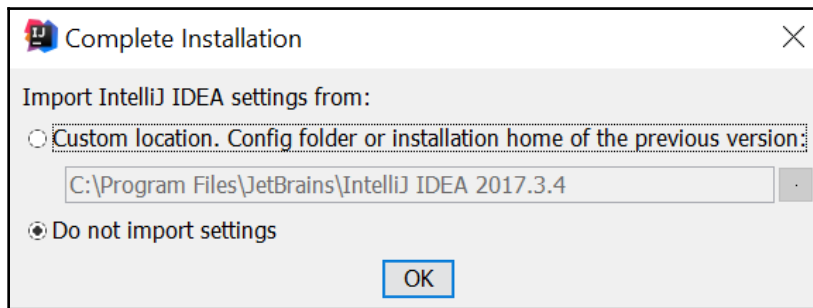 Complete Installation
Import IntelliJ IDEA settings from:
Custom location. Config folder or installation home of the previous version:
C:\Program Files\JetBrains\IntelliJ IDEA 2017.3.4
Do not import settings
OK